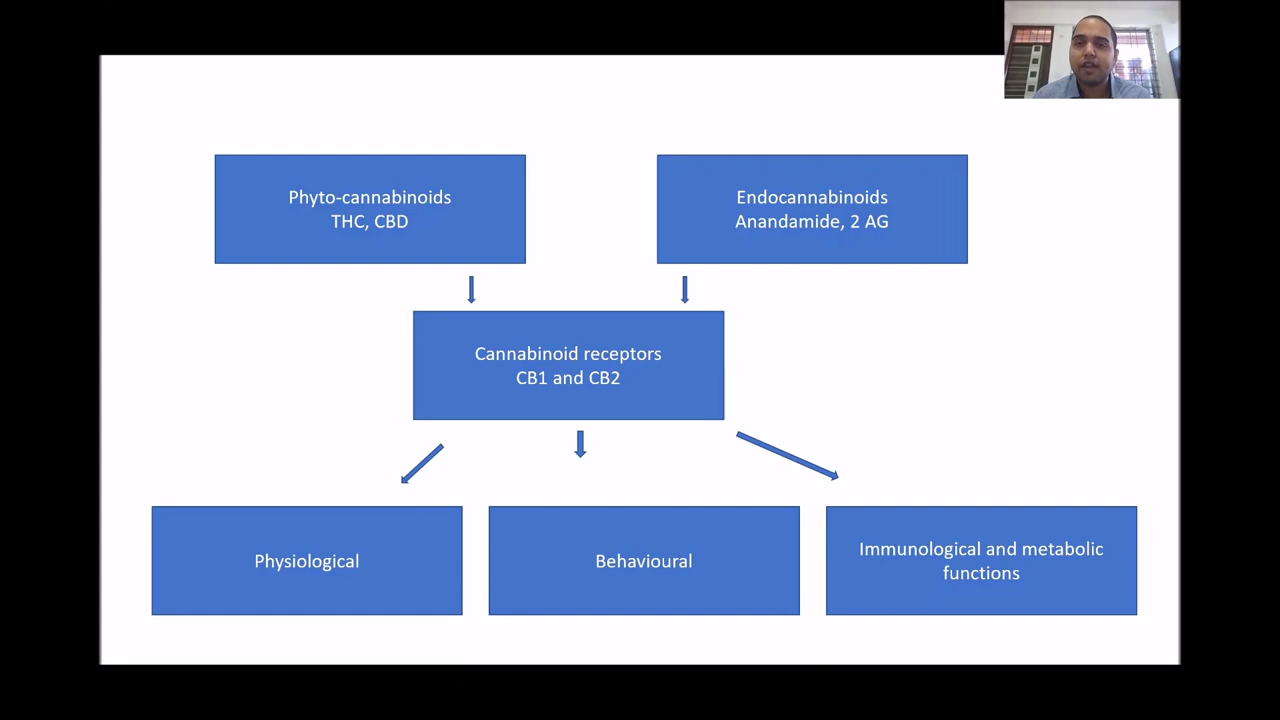 Phyto-cannabinoids
THC, CBD
Endocannabinoids
Anandamide, 2 AG
Cannabinoid receptors
CB1 and CB2
Physiological
Behavioural
Immunological and metabolic
functions